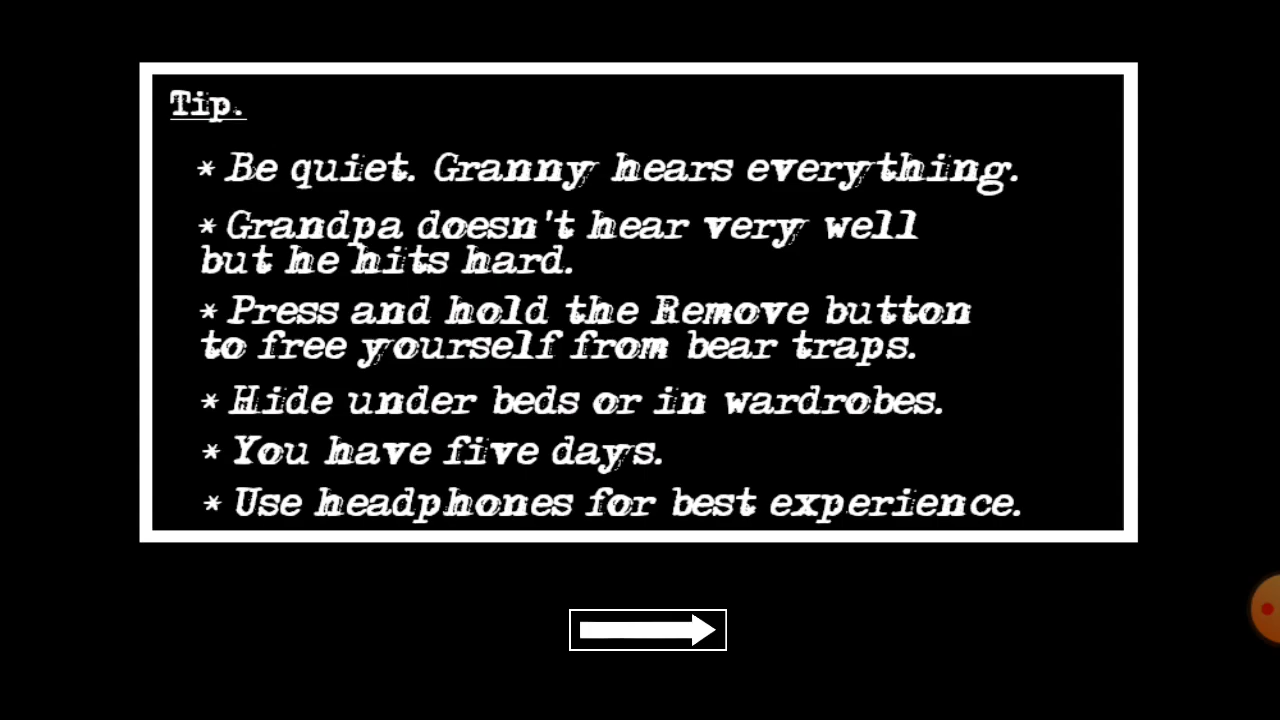 Tip.
* Be quiet. Granny hears everything.
* Grandpa doesn't hear very well
but he hits hard.
* Press and hold the Remove button
to free yourself from bear traps.
* Hide under beds or in wardrobes.
* You have five days.
* Use headphones for best experience.